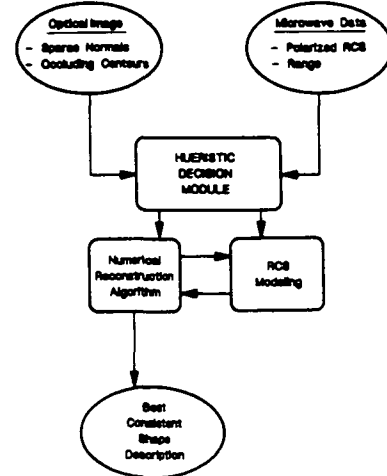 Optical Image
- Sparse Normals
- Occluding Contours
Microwave Data
- Polarized RCS
- Range
HUERISTIC
DECISION
MODULE
Numerical
Reconstruction
Algorithm
RCS
Modeling
Best
Consistent
Shape
Description